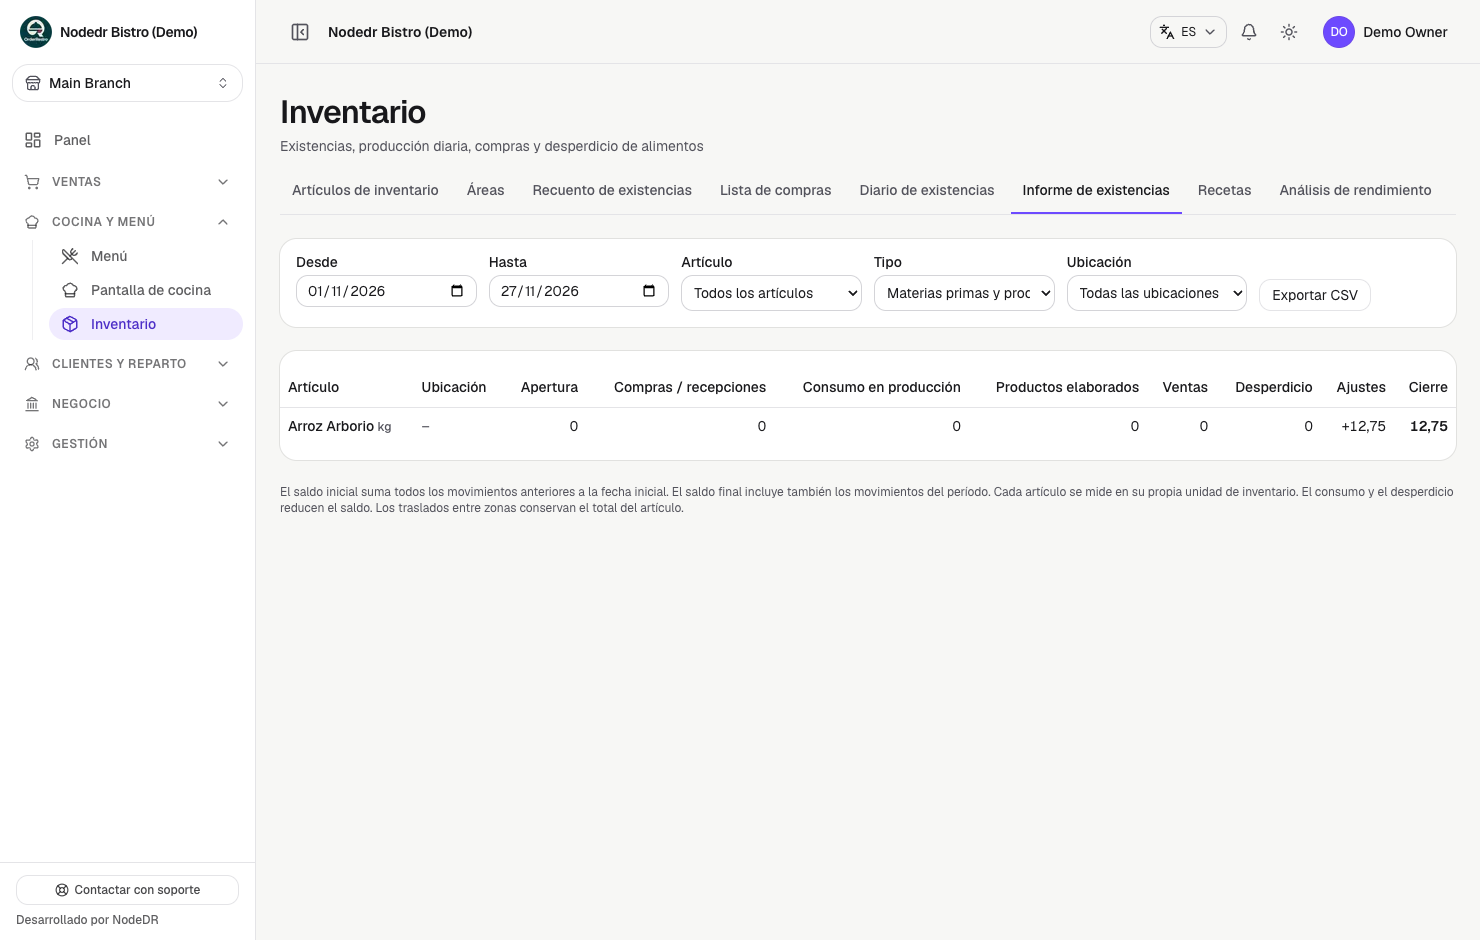 Nodedr Bistro (Demo)
Main Branch
Panel
VENTAS
COCINA Y MENÚ
Menú
Pantalla de cocina
Inventario
CLIENTES Y REPARTO
NEGOCIO
GESTIÓN
Contactar con soporte
Desarrollado por NodeDR
Nodedr Bistro (Demo)
ES
DO
Demo Owner
Inventario
Existencias, producción diaria, compras y desperdicio de alimentos
Artículos de inventario Áreas Recuento de existencias Lista de compras Diario de existencias Informe de existencias Recetas Análisis de rendimiento
Desde Hasta Artículo Tipo Ubicación
01/11/2026 27/11/2026 Todos los artículos Materias primas y proc Todas las ubicaciones Exportar CSV
Artículo Ubicación Apertura Compras / recepciones Consumo en producción Productos elaborados Ventas Desperdicio Ajustes Cierre
Arroz Arborio kg – 0 0 0 0 0 0 +12,75 12,75
El saldo inicial suma todos los movimientos anteriores a la fecha inicial. El saldo final incluye también los movimientos del período. Cada artículo se mide en su propia unidad de inventario. El consumo y el desperdicio
reducen el saldo. Los traslados entre zonas conservan el total del artículo.